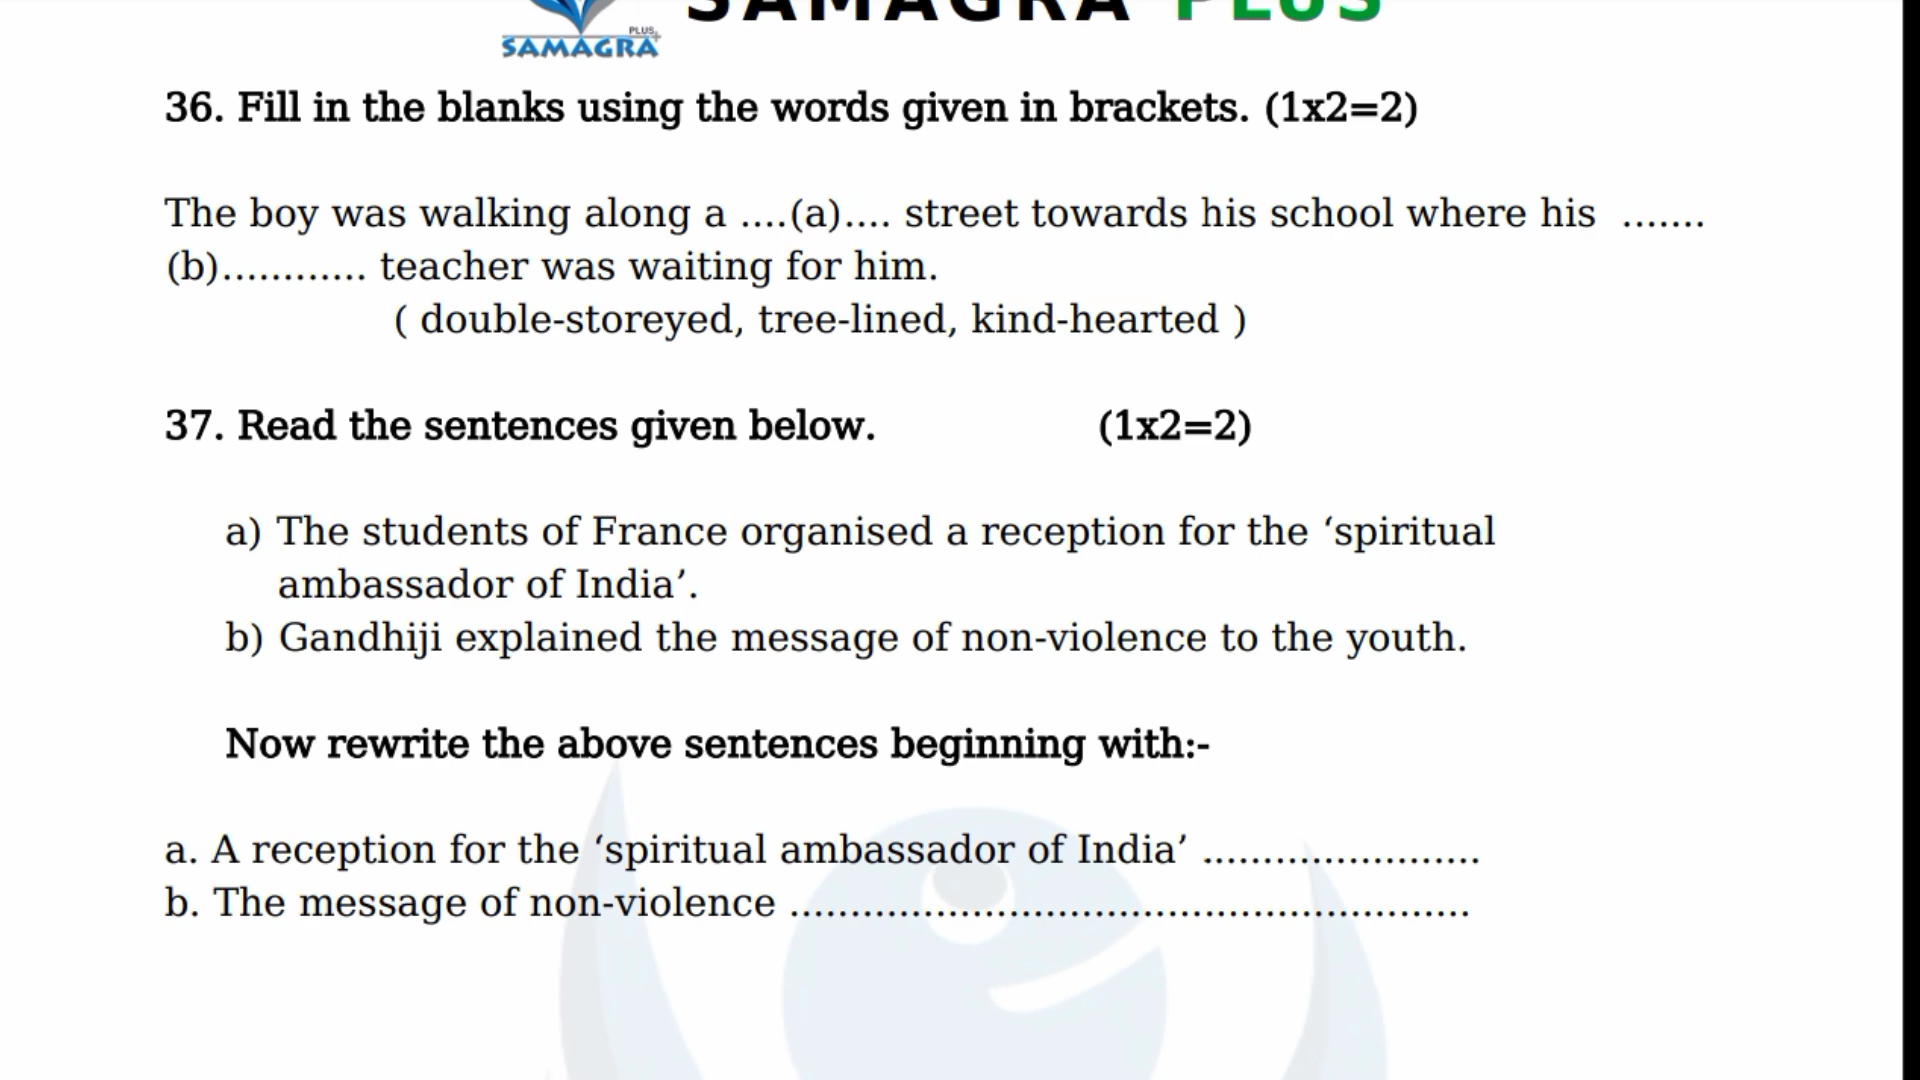 SAMAGRA PLUS
PLUS
SAMAGRA
36. Fill in the blanks using the words given in brackets. (1x2=2)
The boy was walking along a ....(a).... street towards his school where his .......
(b)............ teacher was waiting for him.
( double-storeyed, tree-lined, kind-hearted )
37. Read the sentences given below. (1x2=2)
a) The students of France organised a reception for the ‘spiritual
ambassador of India’.
b) Gandhiji explained the message of non-violence to the youth.
Now rewrite the above sentences beginning with:-
a. A reception for the ‘spiritual ambassador of India’ .......................
b. The message of non-violence ........................................................